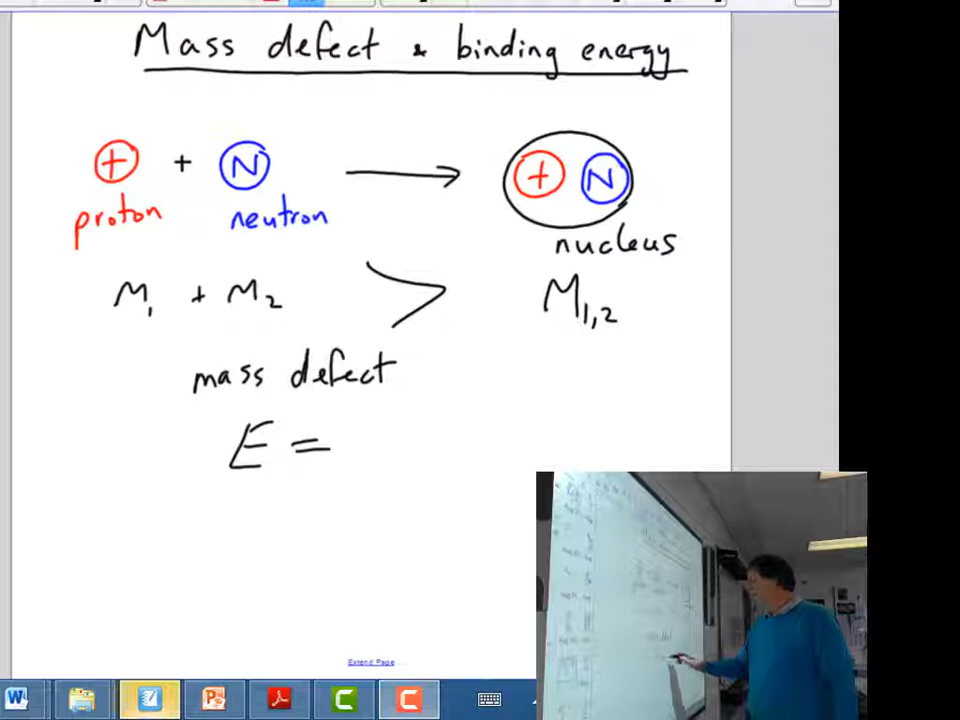 Mass defect & binding energy
+ + N → + N
proton neutron
nucleus
M1 + M2 > M1,2
mass defect
E =
Extend Page